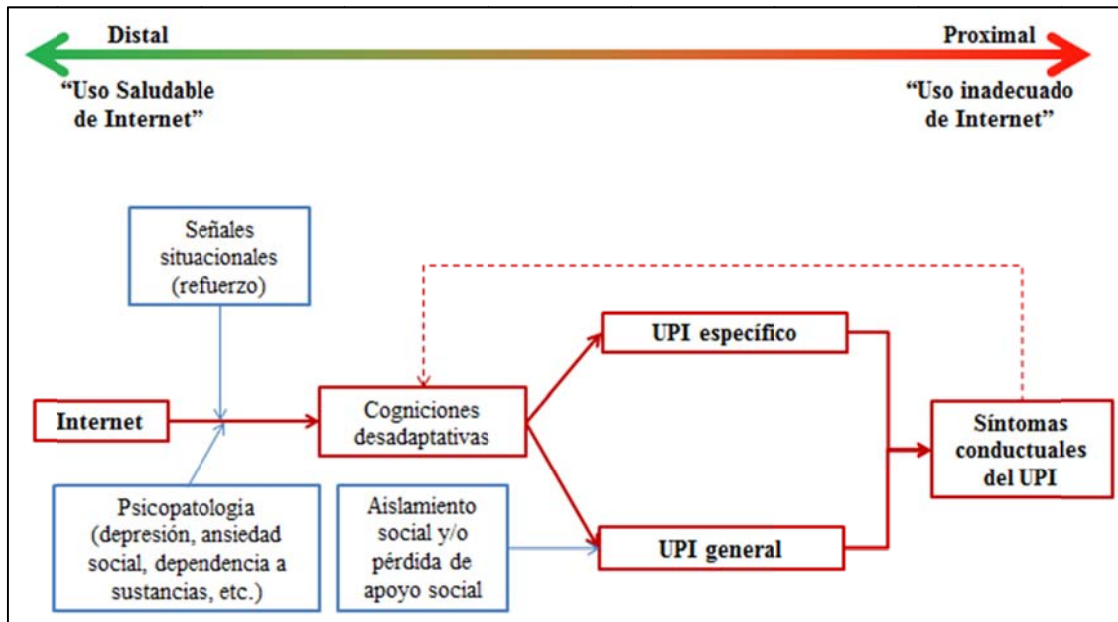 Distal
Proximal
“Uso Saludable
de Internet”
“Uso inadecuado
de Internet”
Señales
situacionales
(refuerzo)
UPI específico
Internet
Cogniciones
desadaptativas
Síntomas
conductuales
del UPI
Psicopatología
(depresión, ansiedad
social, dependencia a
sustancias, etc.)
Aislamiento
social y/o
pérdida de
apoyo social
UPI general